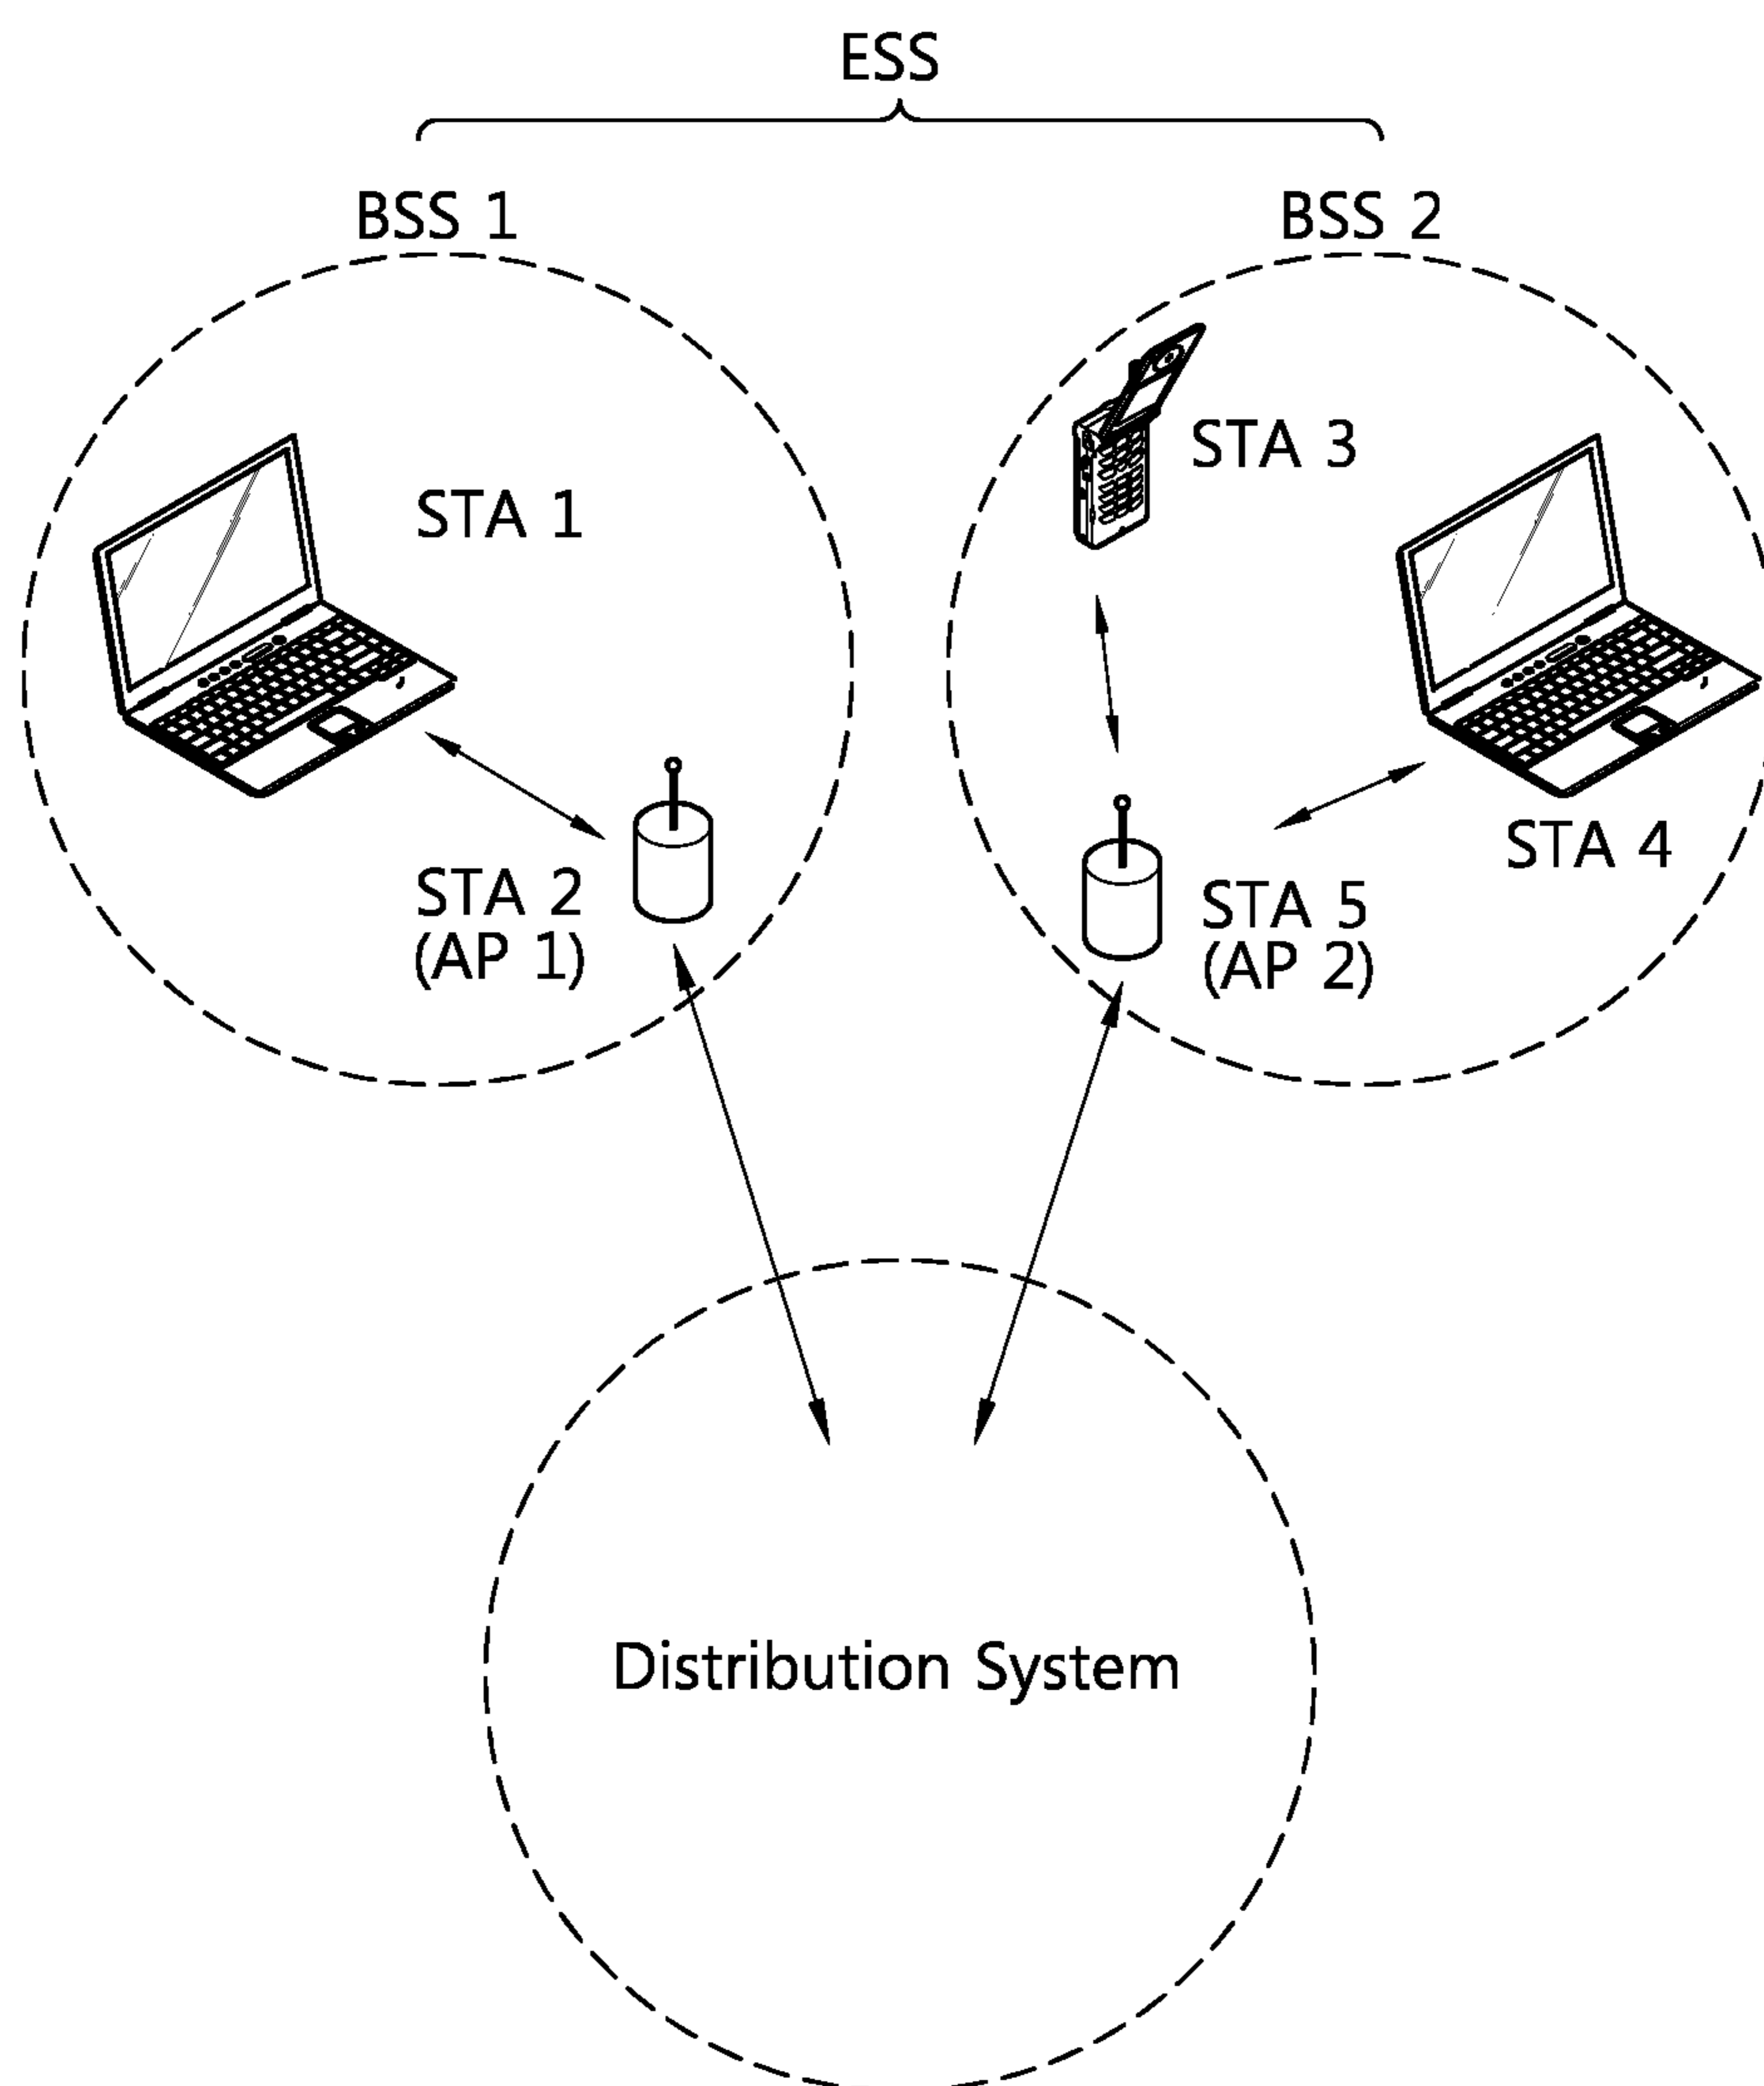 ESS
BSS 1
BSS 2
STA 1
STA 3
STA 2
(AP 1)
STA 4
STA 5
(AP 2)
Distribution System